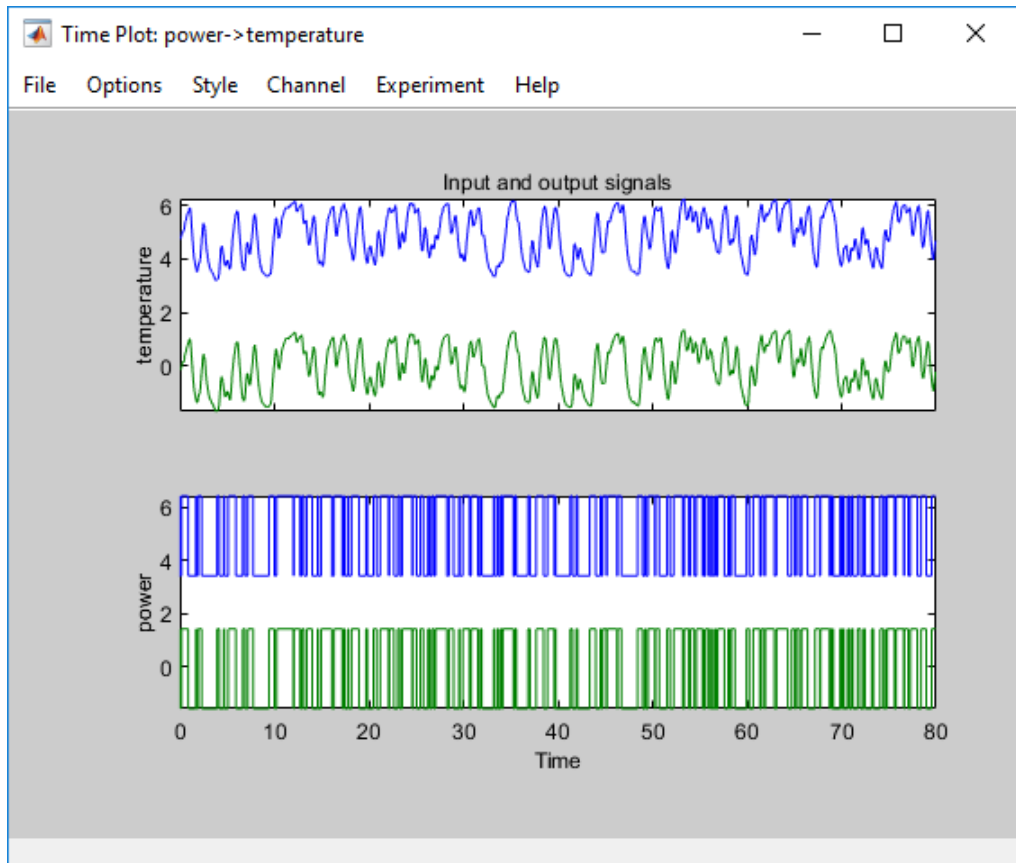 Time Plot: power->temperature
File Options Style Channel Experiment Help
Input and output signals
6
4
2
0
temperature
6
4
2
0
power
0 10 20 30 40 50 60 70 80
Time